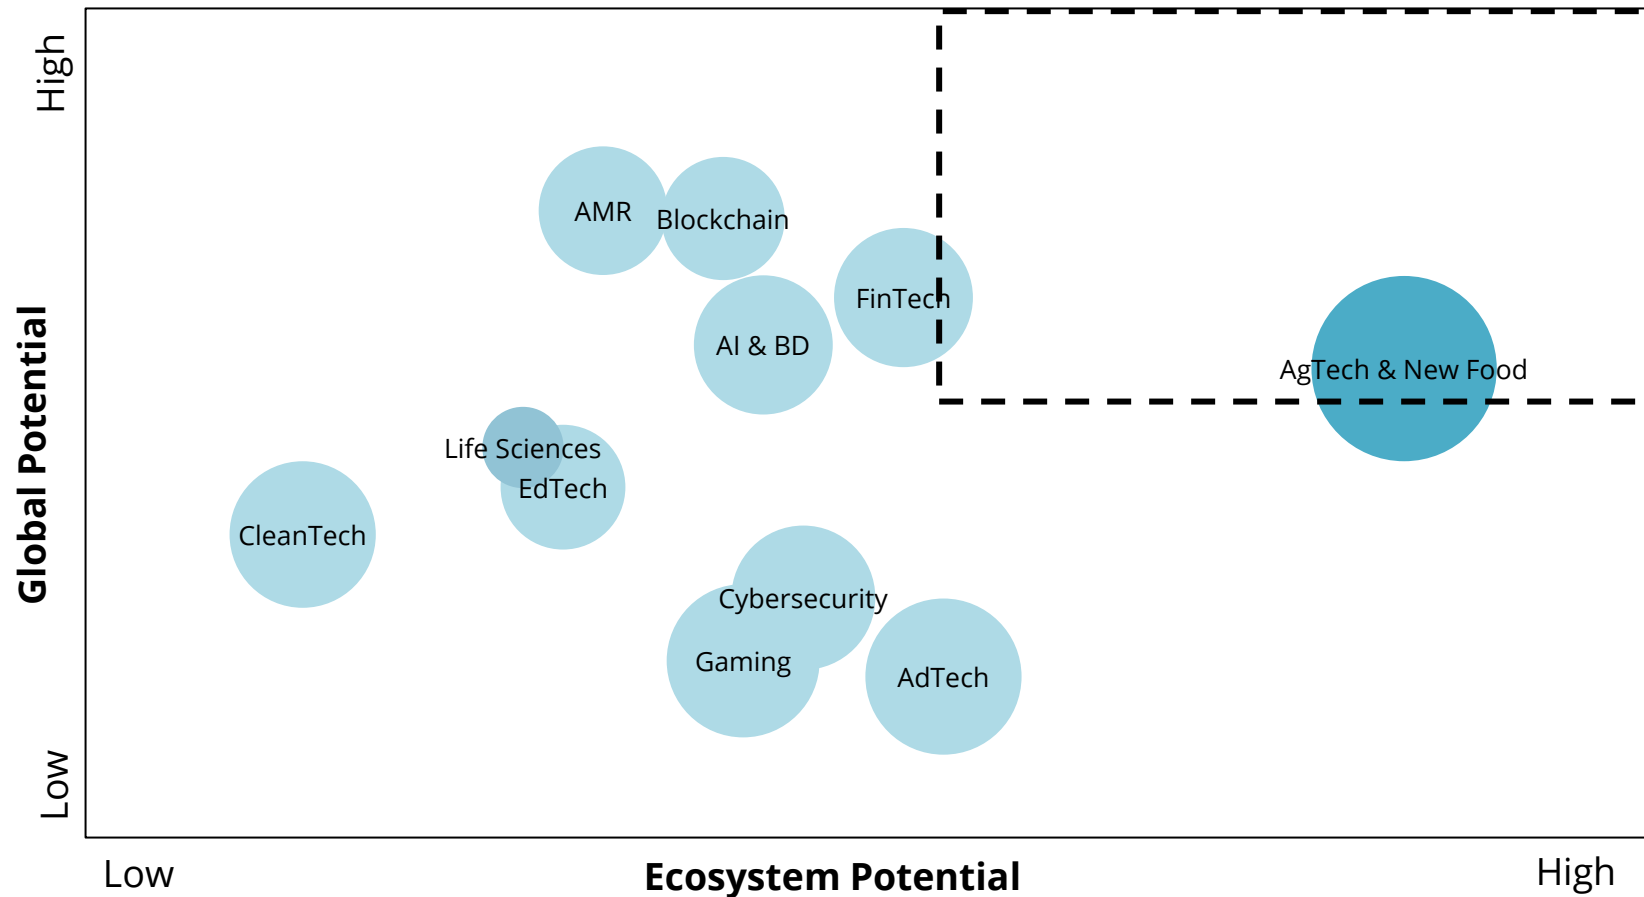 High
Global Potential
Low
AMR
Blockchain
FinTech
AI & BD
AgTech & New Food
Life Sciences
EdTech
CleanTech
Cybersecurity
Gaming
AdTech
Low
Ecosystem Potential
High